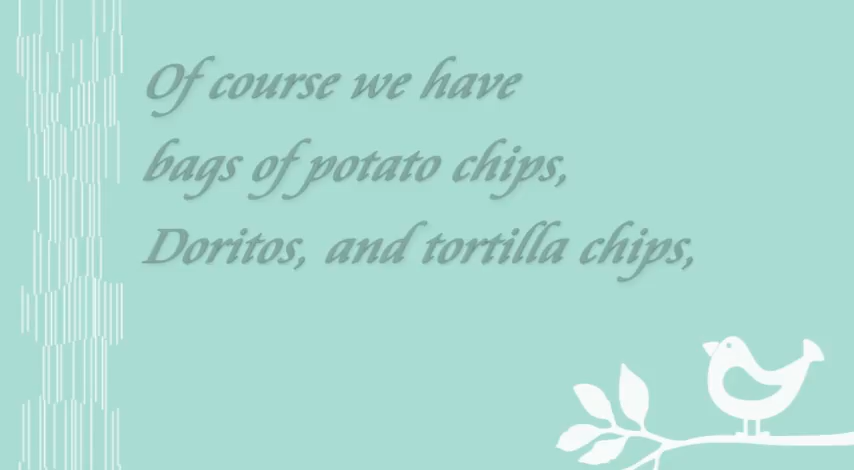 Of course we have
bags of potato chips,
Doritos, and tortilla chips,